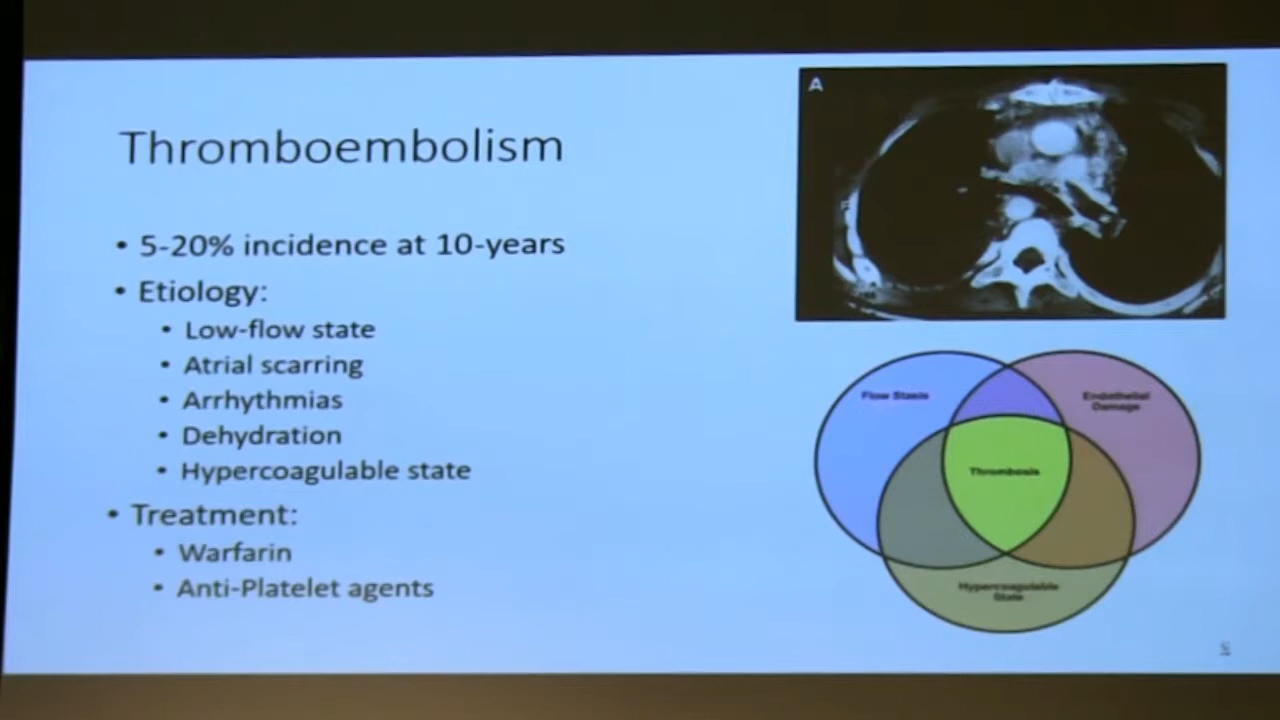 Thromboembolism
• 5-20% incidence at 10-years
• Etiology:
• Low-flow state
• Atrial scarring
• Arrhythmias
• Dehydration
• Hypercoagulable state
• Treatment:
• Warfarin
• Anti-Platelet agents
A
Flow Stasis
Endothelial
Damage
Thrombosis
Hypercoagulable
State